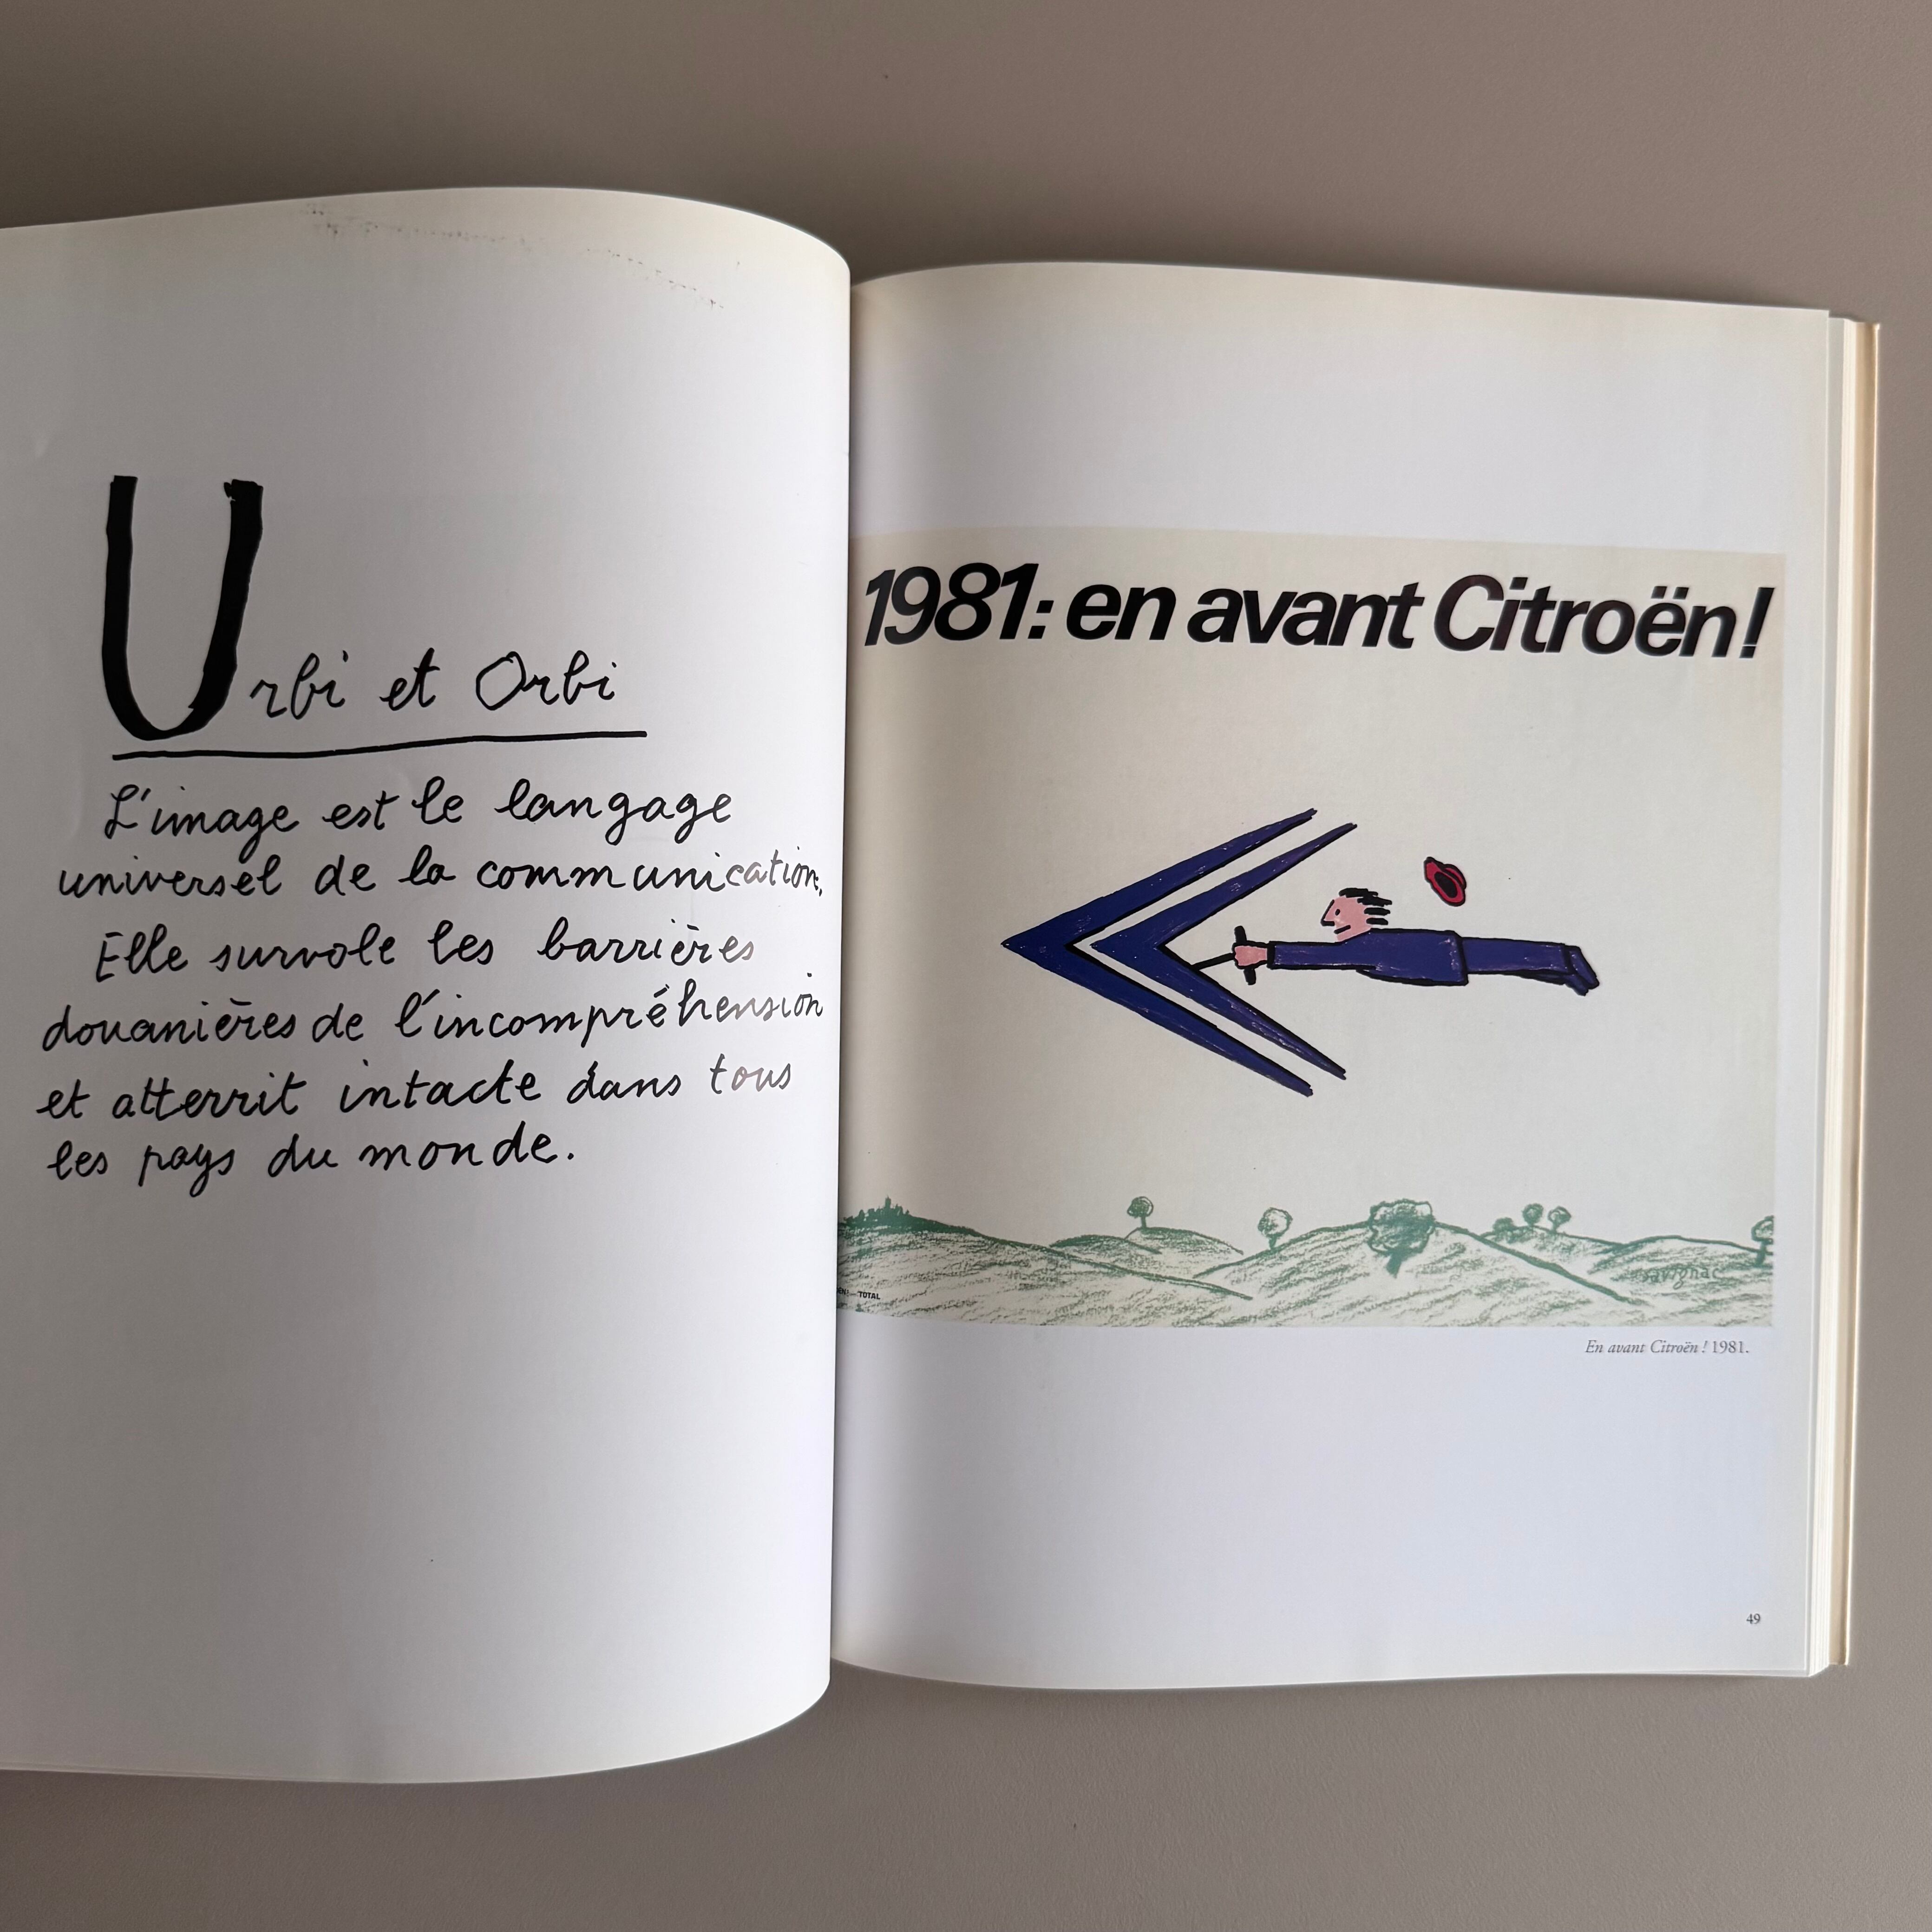 Urbi et Orbi
L'image est le langage
universel de la communication.
Elle survole les barrières
douanières de l'incompréhension
et atterrit intacte dans tous
les pays du monde.
1981: en avant Citroën!
savignac
TOTAL
En avant Citroën ! 1981.
49